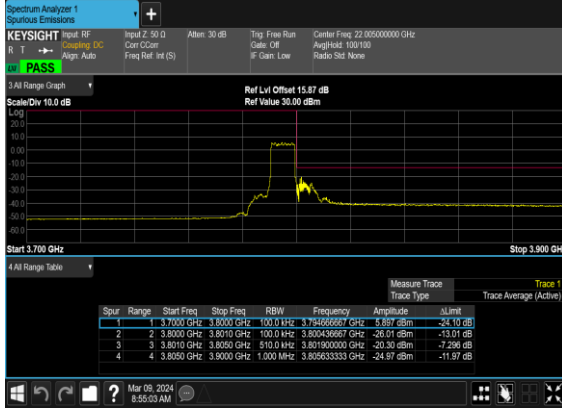 Spectrum Analyzer 1
Spurious Emissions
+
KEYSIGHT Input: RF Input Z: 50 Ω Atten: 30 dB Trig: Free Run Center Freq: 22.005000000 GHz
R T Coupling: DC Corr CCorr Gate: Off Avg|Hold: 100/100
Align: Auto Freq Ref: Int (S) IF Gain: Low Radio Std: None
LNI PASS
3 All Range Graph Ref Lvl Offset 15.87 dB
Scale/Div 10.0 dB Ref Value 30.00 dBm
Log
20.0
10.0
0.00
-10.0
-20.0
-30.0
-40.0
-50.0
-60.0
Start 3.700 GHz Stop 3.900 GH
4 All Range Table
Measure Trace Trace 1
Trace Type Trace Average (Active)
Spur Range Start Freq Stop Freq RBW Frequency Amplitude ΔLimit
1 1 3.7000 GHz 3.8000 GHz 100.0 kHz 3.794666667 GHz 5.897 dBm -24.10 dB
2 2 3.8000 GHz 3.8010 GHz 100.0 kHz 3.800436667 GHz -26.01 dBm -13.01 dB
3 3 3.8010 GHz 3.8050 GHz 510.0 kHz 3.801900000 GHz -20.30 dBm -7.296 dB
4 4 3.8050 GHz 3.9000 GHz 1.000 MHz 3.805633333 GHz -24.97 dBm -11.97 dB
? Mar 09, 2024
8:55:03 AM